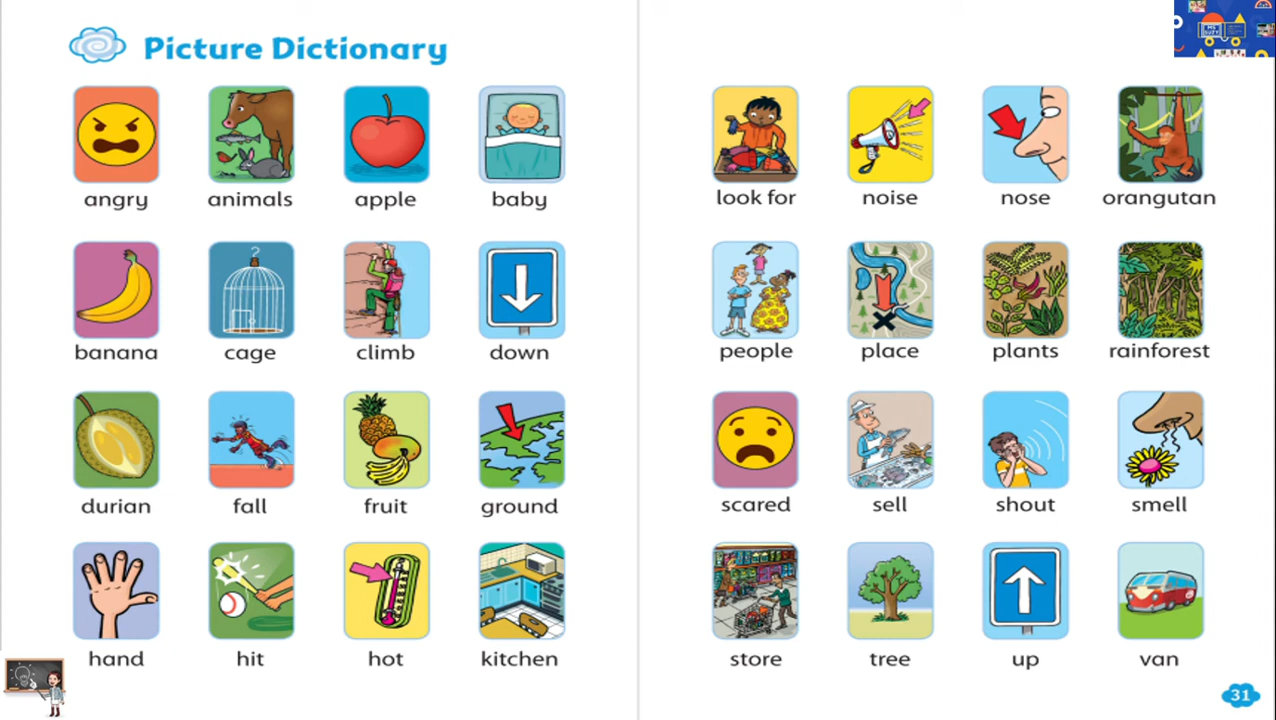 Picture Dictionary
angry animals apple baby
banana cage climb down
durian fall fruit ground
hand hit hot kitchen
look for noise nose orangutan
people place plants rainforest
scared sell shout smell
store tree up van
31